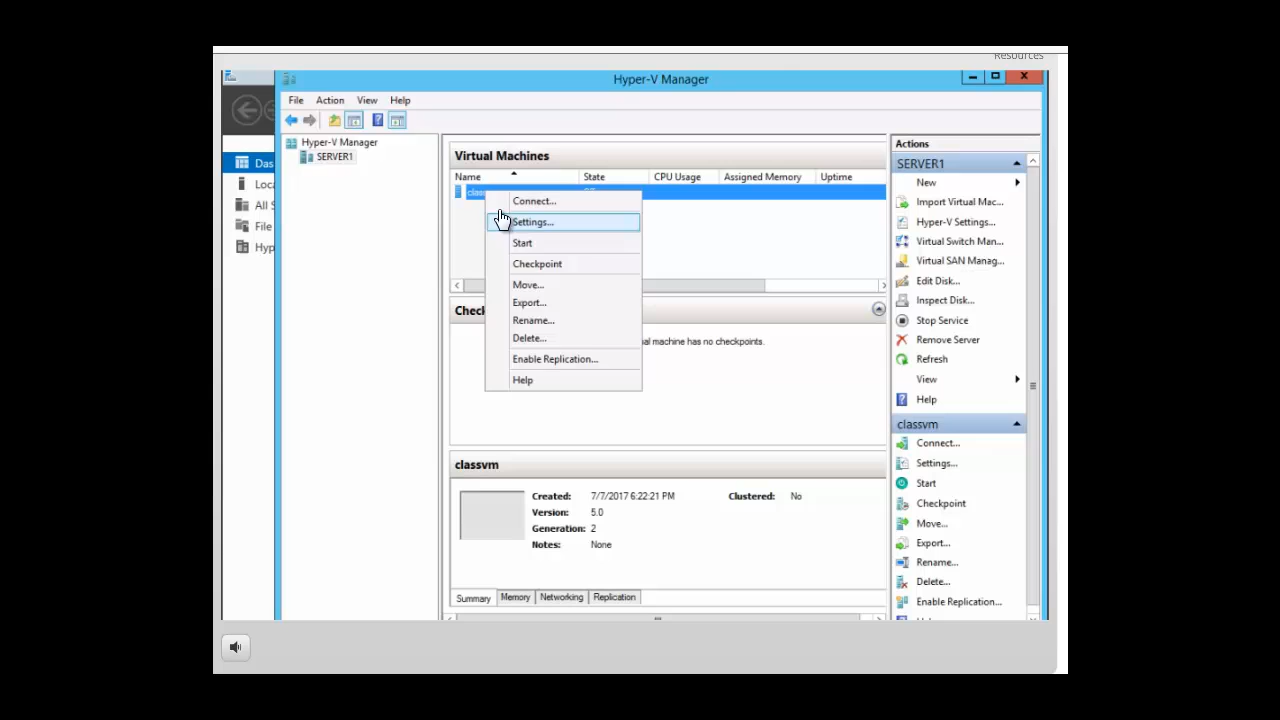 Resources
Hyper-V Manager
File Action View Help
Das
Loca
All S
File
Hyp
Hyper-V Manager
SERVER1
Virtual Machines
Name State CPU Usage Assigned Memory Uptime
clas
Connect...
Settings...
Start
Checkpoint
Move...
Export...
Rename...
Delete...
Enable Replication...
Help
Check
al machine has no checkpoints.
classvm
Created: 7/7/2017 6:22:21 PM Clustered: No
Version: 5.0
Generation: 2
Notes: None
Summary Memory Networking Replication
Actions
SERVER1
New
Import Virtual Mac...
Hyper-V Settings...
Virtual Switch Man...
Virtual SAN Manag...
Edit Disk...
Inspect Disk...
Stop Service
Remove Server
Refresh
View
Help
classvm
Connect...
Settings...
Start
Checkpoint
Move...
Export...
Rename...
Delete...
Enable Replication...